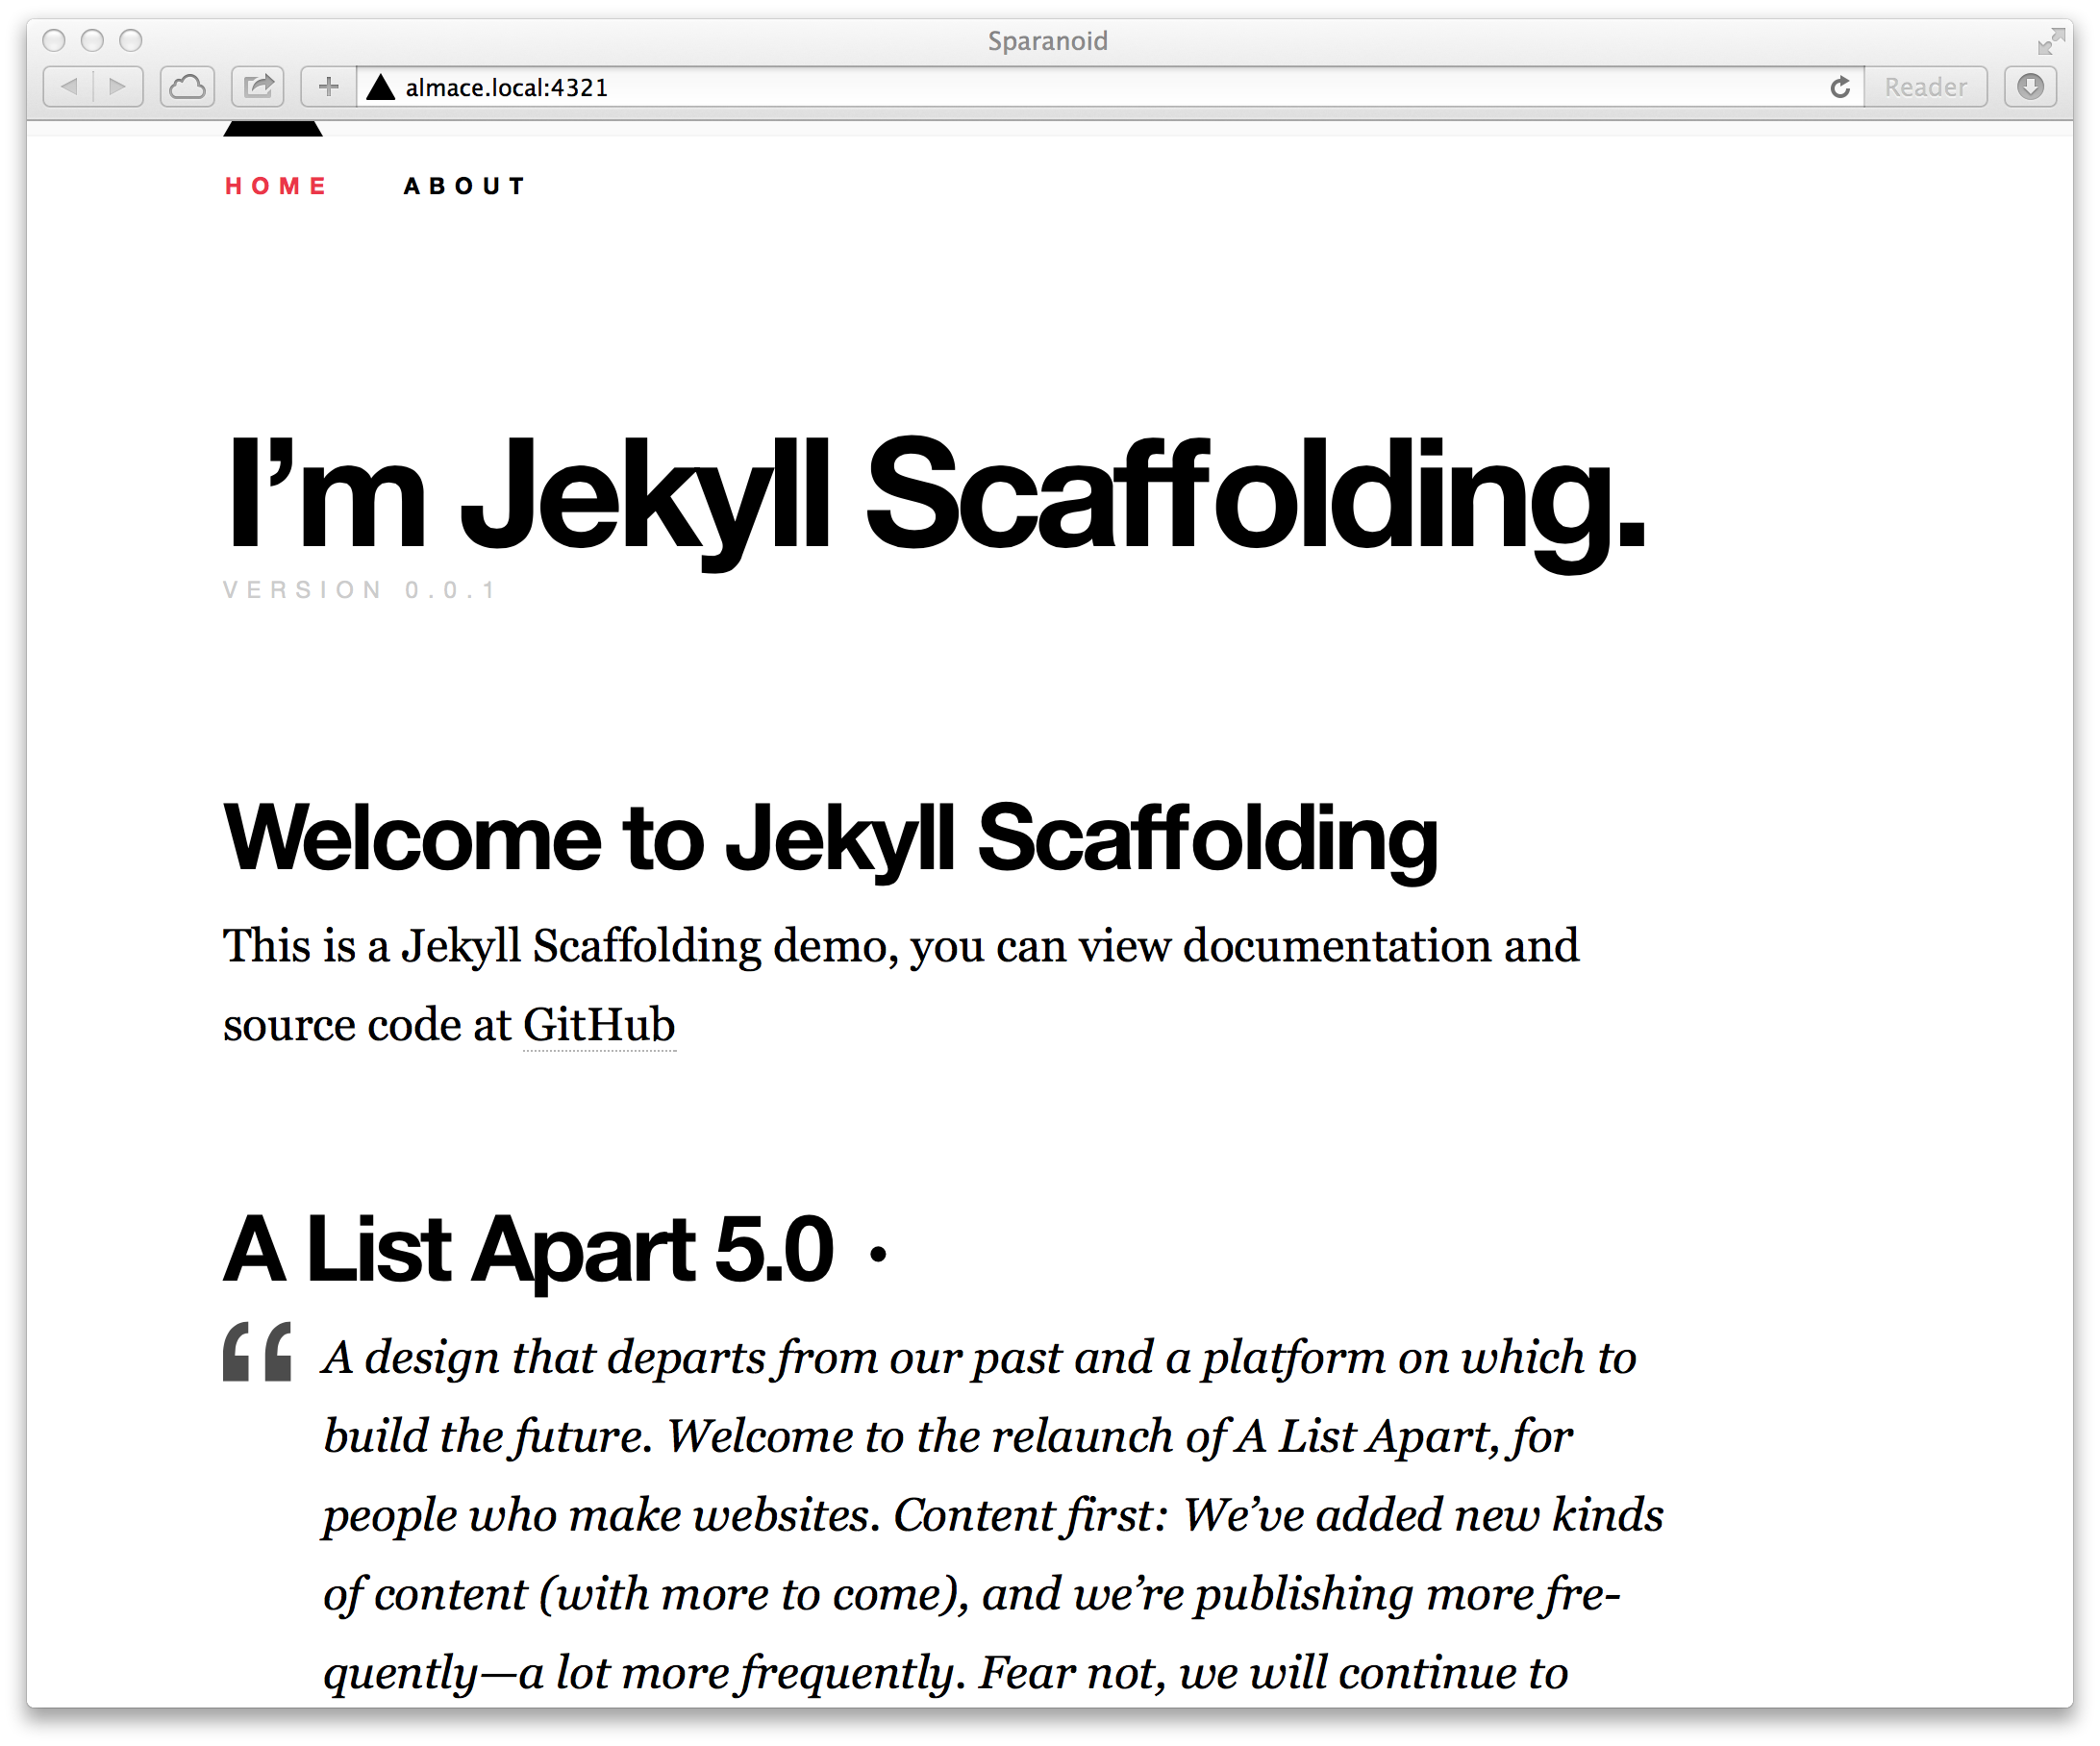 Sparanoid
almace.local:4321
Reader
HOME ABOUT
I’m Jekyll Scaffolding.
VERSION 0.0.1
Welcome to Jekyll Scaffolding
This is a Jekyll Scaffolding demo, you can view documentation and
source code at GitHub
A List Apart 5.0 •
“ A design that departs from our past and a platform on which to
build the future. Welcome to the relaunch of A List Apart, for
people who make websites. Content first: We’ve added new kinds
of content (with more to come), and we’re publishing more fre-
quently—a lot more frequently. Fear not, we will continue to